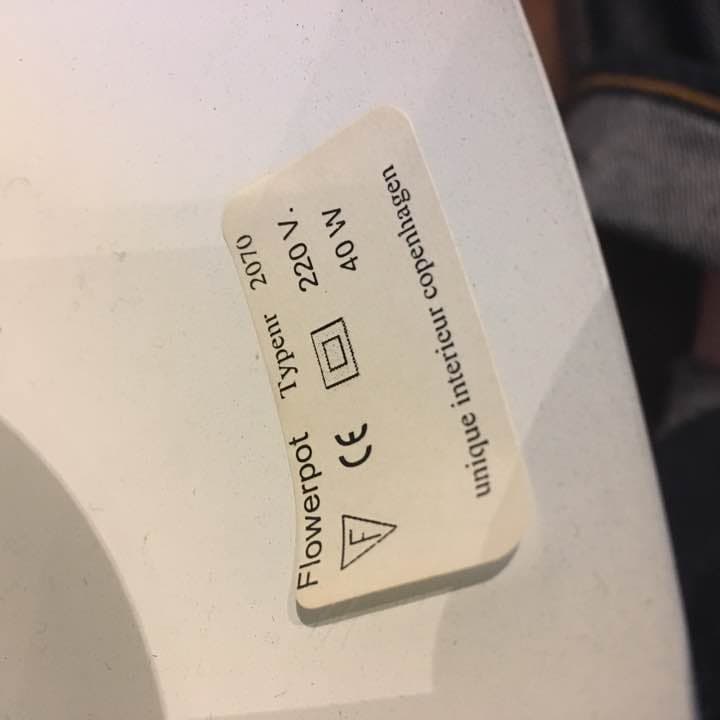 Flowerpot Typenr 2070
F CE 220 V.
40 W
unique interieur copenhagen